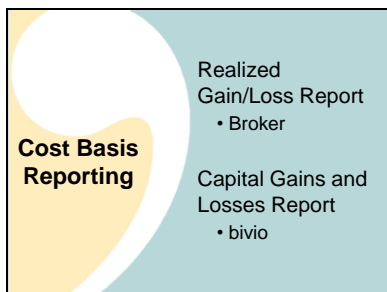 Cost Basis
Reporting
Realized
Gain/Loss Report
• Broker
Capital Gains and
Losses Report
• bivio